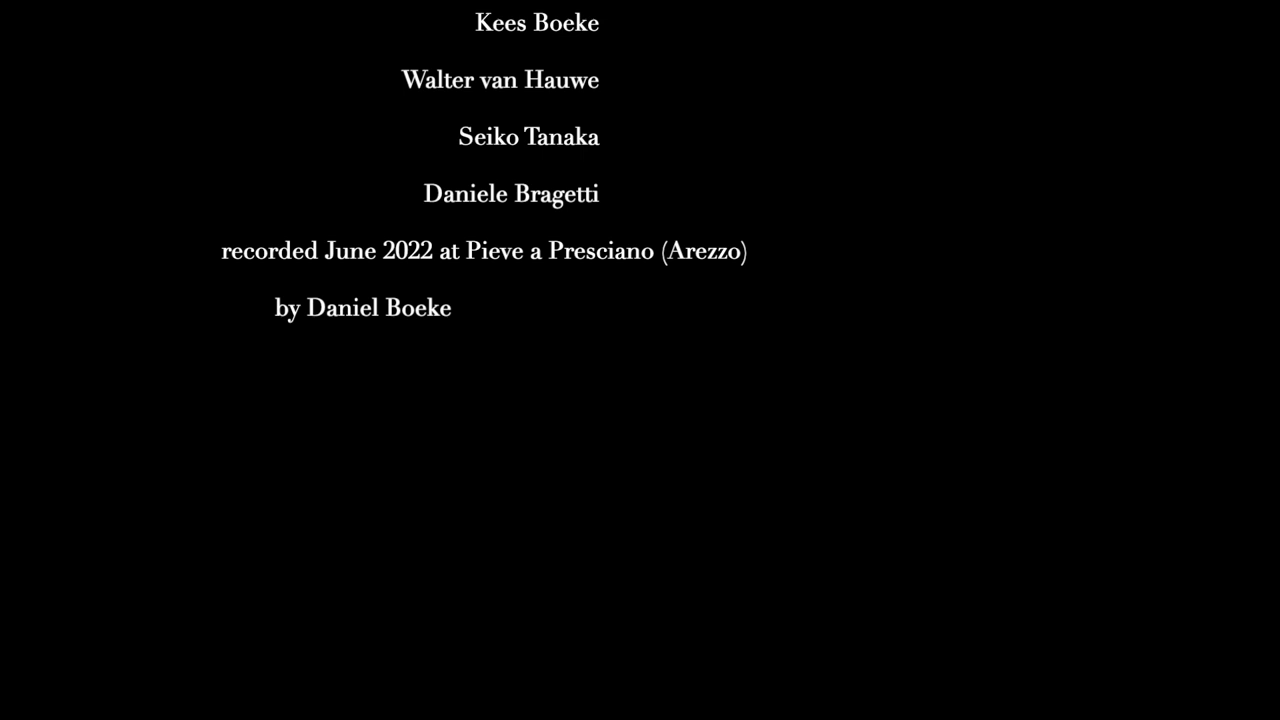 Kees Boeke
Walter van Hauwe
Seiko Tanaka
Daniele Bragetti
recorded June 2022 at Pieve a Presciano (Arezzo)
by Daniel Boeke